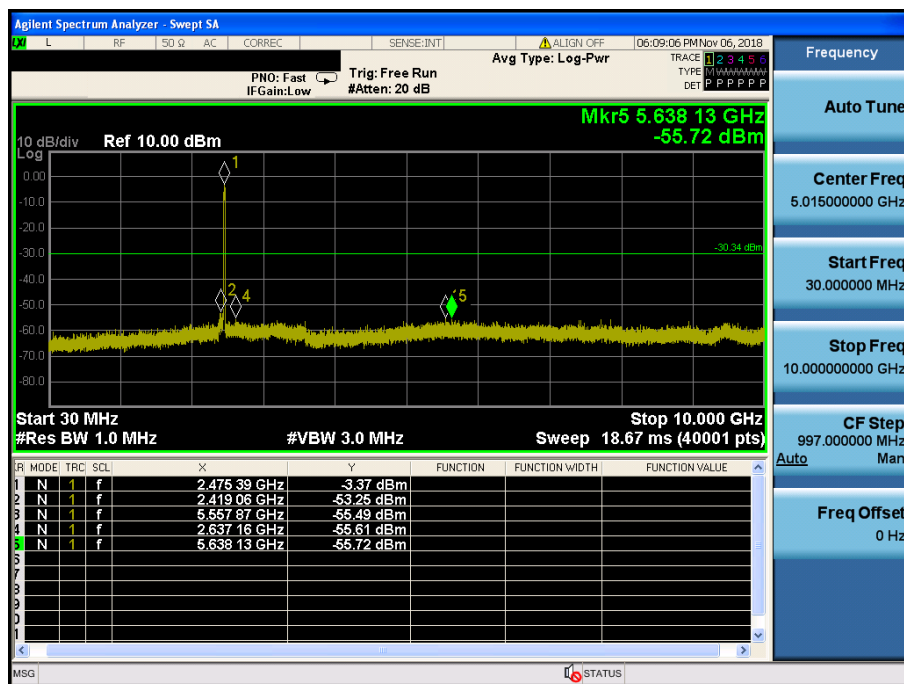 Agilent Spectrum Analyzer - Swept SA
LXI L RF 50 Ω AC CORREC SENSE:INT ALIGN OFF 06:09:06 PM Nov 06, 2018
Avg Type: Log-Pwr
TRACE 1 2 3 4 5 6
TYPE M W W W W W
DET P P P P P P
PNO: Fast Trig: Free Run
IFGain:Low #Atten: 20 dB
Mkr5 5.638 13 GHz
-55.72 dBm
10 dB/div Ref 10.00 dBm
Log
1
0.00
-10.0
-20.0
-30.34 dBm
-30.0
-40.0
2 4 5
-50.0
-60.0
-70.0
-80.0
Start 30 MHz Stop 10.000 GHz
#Res BW 1.0 MHz #VBW 3.0 MHz Sweep 18.67 ms (40001 pts)
MODE TRC SCL X Y FUNCTION FUNCTION WIDTH FUNCTION VALUE
1 N 1 f 2.475 39 GHz -3.37 dBm
2 N 1 f 2.419 06 GHz -53.25 dBm
3 N 1 f 5.557 87 GHz -55.49 dBm
4 N 1 f 2.637 16 GHz -55.61 dBm
5 N 1 f 5.638 13 GHz -55.72 dBm
6
7
8
9
0
1
MSG STATUS
Frequency
Auto Tune
Center Freq
5.015000000 GHz
Start Freq
30.000000 MHz
Stop Freq
10.000000000 GHz
CF Step
997.000000 MHz
Auto Man
Freq Offset
0 Hz